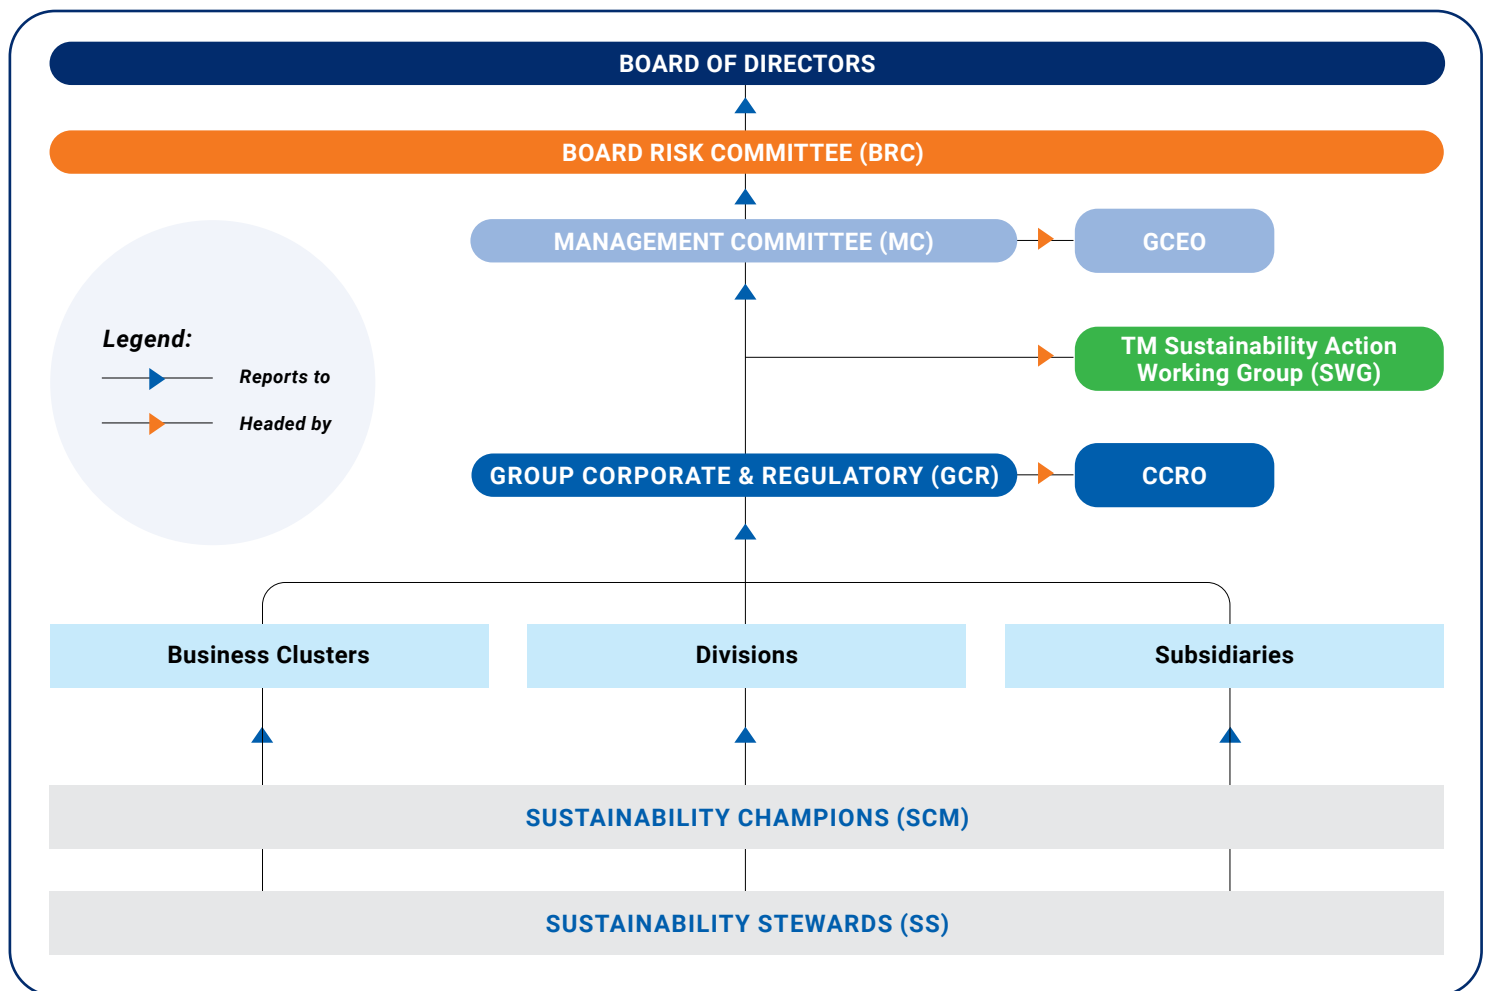 BOARD OF DIRECTORS
BOARD RISK COMMITTEE (BRC)
MANAGEMENT COMMITTEE (MC)
GCEO
Legend:
Reports to
Headed by
TM Sustainability Action
Working Group (SWG)
GROUP CORPORATE & REGULATORY (GCR)
CCRO
Business Clusters
Divisions
Subsidiaries
SUSTAINABILITY CHAMPIONS (SCM)
SUSTAINABILITY STEWARDS (SS)